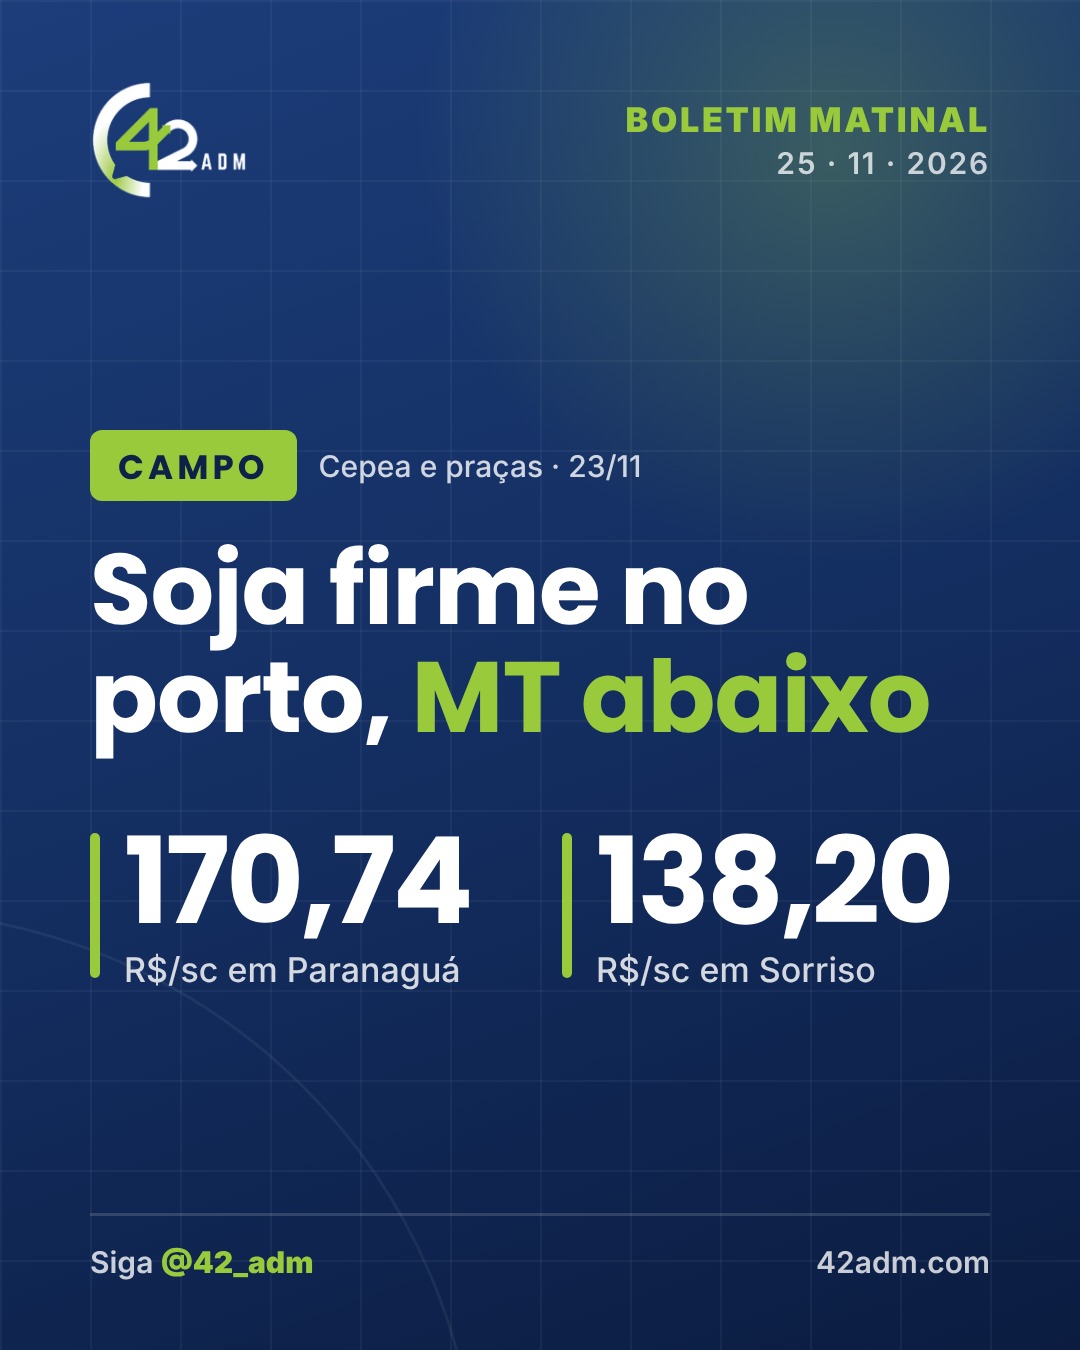 42 ADM
BOLETIM MATINAL
25 · 11 · 2026
CAMPO
Cepea e praças · 23/11
Soja firme no
porto, MT abaixo
170,74
R$/sc em Paranaguá
138,20
R$/sc em Sorriso
Siga @42_adm
42adm.com